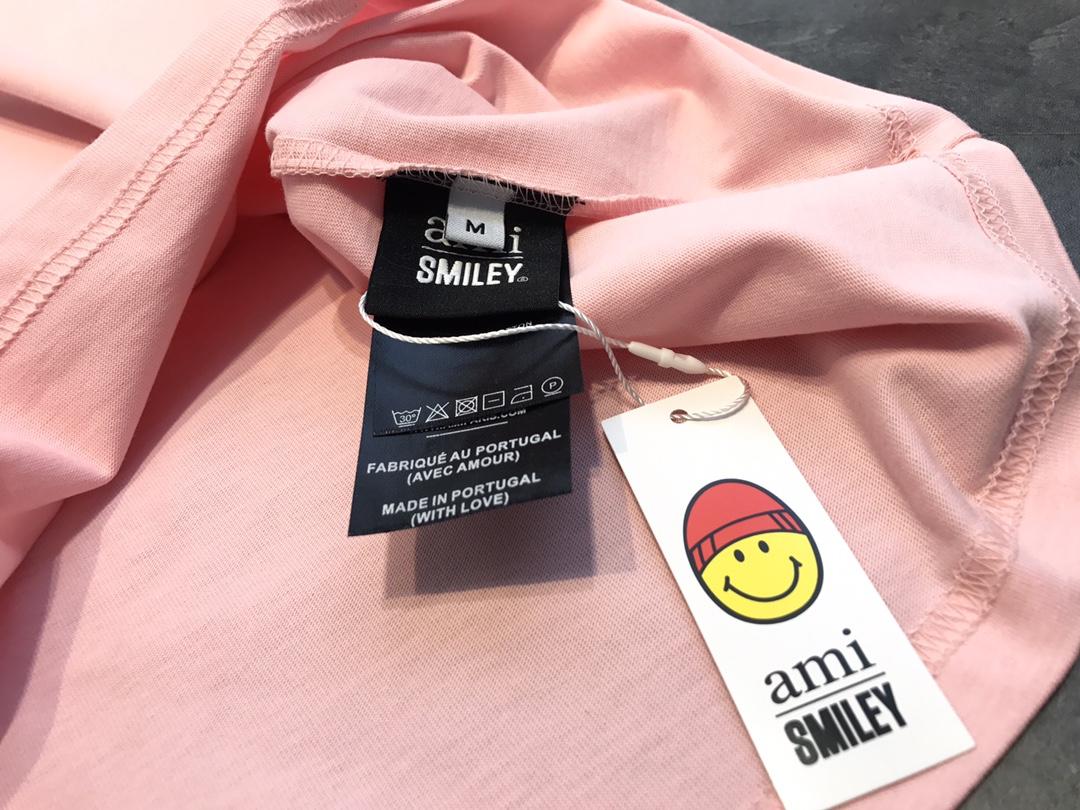 M
ami
SMILEY
30°
P
FABRIQUÉ AU PORTUGAL
(AVEC AMOUR)
MADE IN PORTUGAL
(WITH LOVE)
ami
SMILEY